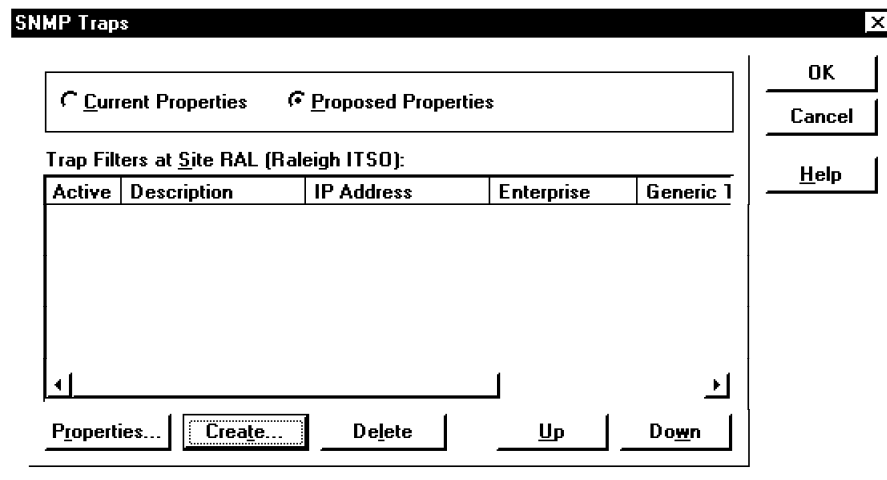 SNMP Traps
Current Properties Proposed Properties
OK
Cancel
Help
Trap Filters at Site RAL (Raleigh ITSO):
Active Description IP Address Enterprise Generic
Properties... Create... Delete Up Down